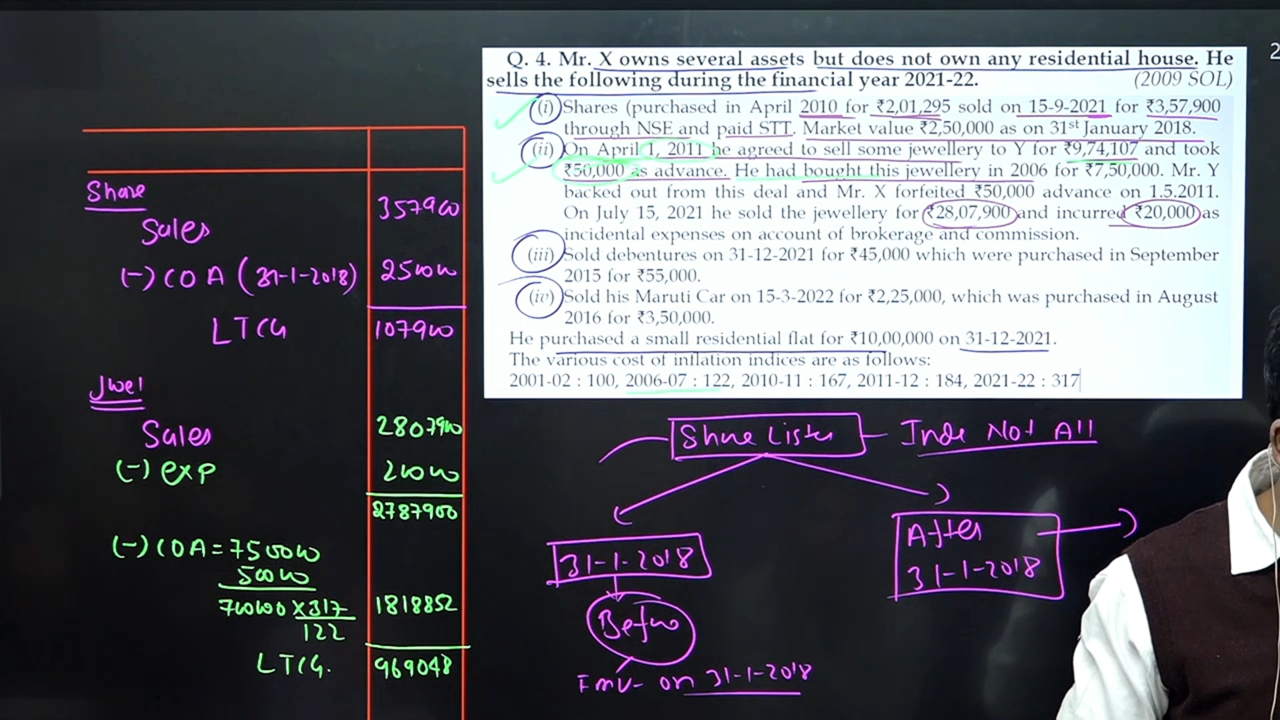 Q. 4. Mr. X owns several assets but does not own any residential house. He
sells the following during the financial year 2021-22. (2009 SOL)
(i) Shares (purchased in April 2010 for ₹2,01,295 sold on 15-9-2021 for ₹3,57,900
through NSE and paid STT. Market value ₹2,50,000 as on 31st January 2018.
(ii) On April 1, 2011 he agreed to sell some jewellery to Y for ₹9,74,107 and took
₹50,000 as advance. He had bought this jewellery in 2006 for ₹7,50,000. Mr. Y
backed out from this deal and Mr. X forfeited ₹50,000 advance on 1.5.2011.
On July 15, 2021 he sold the jewellery for ₹28,07,900 and incurred ₹20,000 as
incidental expenses on account of brokerage and commission.
(iii) Sold debentures on 31-12-2021 for ₹45,000 which were purchased in September
2015 for ₹55,000.
(iv) Sold his Maruti Car on 15-3-2022 for ₹2,25,000, which was purchased in August
2016 for ₹3,50,000.
He purchased a small residential flat for ₹10,00,000 on 31-12-2021.
The various cost of inflation indices are as follows:
2001-02 : 100, 2006-07 : 122, 2010-11 : 167, 2011-12 : 184, 2021-22 : 317
2
Share
Sales 357900
(-) COA (31-1-2018) 250000
LTCG 107900
Jwel
Sales 2807900
(-) exp 20000
2787900
(-) COA = 750000
50000
700000 × 317 1818852
122
LTCG. 969048
Share Listed
Inde Not All
31-1-2018
Before
Fmv- on 31-1-2018
After
31-1-2018